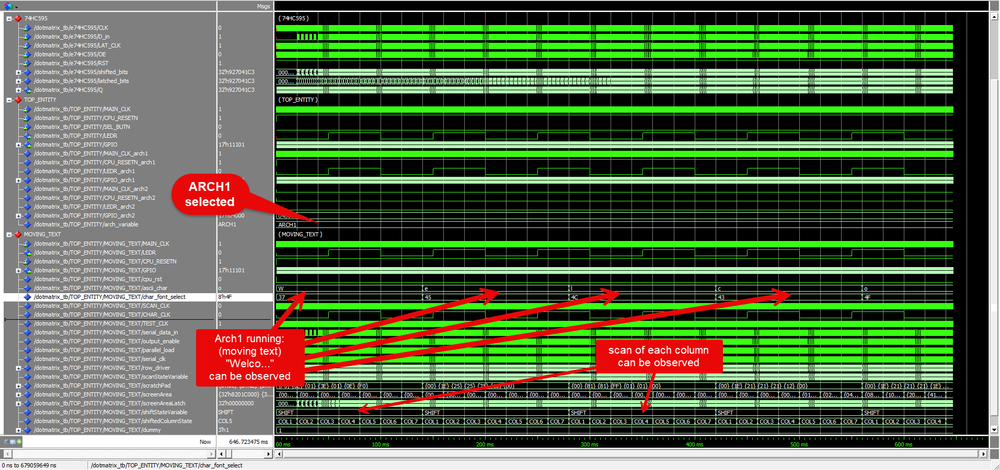 Msgs
74HC595 (74HC595)
/dotmatrix_tb/e74HC595/CLK 0
/dotmatrix_tb/e74HC595/D_in 1
/dotmatrix_tb/e74HC595/LAT_CLK 1
/dotmatrix_tb/e74HC595/OE 0
/dotmatrix_tb/e74HC595/RST 1
/dotmatrix_tb/e74HC595/shifted_bits 32'h927041C3 000...
/dotmatrix_tb/e74HC595/latched_bits 32'h927041C3 000...
/dotmatrix_tb/e74HC595/Q 32'h927041C3
TOP_ENTITY (TOP_ENTITY)
/dotmatrix_tb/TOP_ENTITY/MAIN_CLK 1
/dotmatrix_tb/TOP_ENTITY/CPU_RESETN 1
/dotmatrix_tb/TOP_ENTITY/SEL_BUTN 0
/dotmatrix_tb/TOP_ENTITY/LEDR 0
/dotmatrix_tb/TOP_ENTITY/GPIO 17'h11101
/dotmatrix_tb/TOP_ENTITY/MAIN_CLK_arch1 1
/dotmatrix_tb/TOP_ENTITY/CPU_RESETN_arch1 1
/dotmatrix_tb/TOP_ENTITY/LEDR_arch1 0
/dotmatrix_tb/TOP_ENTITY/GPIO_arch1
/dotmatrix_tb/TOP_ENTITY/MAIN_CLK_arch2
/dotmatrix_tb/TOP_ENTITY/CPU_RESETN_arch2
/dotmatrix_tb/TOP_ENTITY/LEDR_arch2
/dotmatrix_tb/TOP_ENTITY/GPIO_arch2 17'h04000
/dotmatrix_tb/TOP_ENTITY/arch_variable ARCH1 ARCH1
ARCH1
selected
MOVING_TEXT (MOVING_TEXT)
/dotmatrix_tb/TOP_ENTITY/MOVING_TEXT/MAIN_CLK 1
/dotmatrix_tb/TOP_ENTITY/MOVING_TEXT/LEDR 0
/dotmatrix_tb/TOP_ENTITY/MOVING_TEXT/CPU_RESETN 1
/dotmatrix_tb/TOP_ENTITY/MOVING_TEXT/GPIO 17'h11101
/dotmatrix_tb/TOP_ENTITY/MOVING_TEXT/cpu_rst 0
/dotmatrix_tb/TOP_ENTITY/MOVING_TEXT/ascii_char o W e l c o
/dotmatrix_tb/TOP_ENTITY/MOVING_TEXT/char_font_select 8'h4F 37 45 4C 43 4F
/dotmatrix_tb/TOP_ENTITY/MOVING_TEXT/SCAN_CLK 0
/dotmatrix_tb/TOP_ENTITY/MOVING_TEXT/CHAR_CLK 0
/dotmatrix_tb/TOP_ENTITY/MOVING_TEXT/TEST_CLK 1
/dotmatrix_tb/TOP_ENTITY/MOVING_TEXT/serial_data_in
/dotmatrix_tb/TOP_ENTITY/MOVING_TEXT/output_enable
/dotmatrix_tb/TOP_ENTITY/MOVING_TEXT/parallel_load
/dotmatrix_tb/TOP_ENTITY/MOVING_TEXT/serial_clk
/dotmatrix_tb/TOP_ENTITY/MOVING_TEXT/row_driver
/dotmatrix_tb/TOP_ENTITY/MOVING_TEXT/scanStateVariable
Arch1 running:
(moving text)
"Welco..."
can be observed
scan of each column
can be observed
/dotmatrix_tb/TOP_ENTITY/MOVING_TEXT/scratchPad {01} {3E} {01} {0E} {F0} {00} {1E} {25} {25} {00} {81} {81} {FF} {01} {01} {00} {1E} {21} {21} {21} {12} {00} {00} {1E} {21} {21} {21} {1E} ...
/dotmatrix_tb/TOP_ENTITY/MOVING_TEXT/screenArea {32'h8201C000} {3... {00... {00... {00... {00... {00... {00... {00... {00... {00... {00... {00... {00... {00... {00... {00... {00... {00... {00... {00... {00... {00... {00... {00... {00... {00... {01... {02... {04... {08... {10... {20... {41...
/dotmatrix_tb/TOP_ENTITY/MOVING_TEXT/screenAreaLatch 32'h00000000 000...
/dotmatrix_tb/TOP_ENTITY/MOVING_TEXT/shiftStateVariable SHIFT SHIFT SHIFT SHIFT SHIFT SHIFT
/dotmatrix_tb/TOP_ENTITY/MOVING_TEXT/shiftedColumnState COL5 COL1 COL2 COL3 COL4 COL5 COL6 COL7 COL1 COL2 COL3 COL4 COL5 COL6 COL7 COL1 COL2 COL3 COL4 COL5 COL6 COL7 COL1 COL2 COL3 COL4 COL5 COL6 COL7 COL1 COL2 COL3 COL4
/dotmatrix_tb/TOP_ENTITY/MOVING_TEXT/dummy 3'h1 1
Now 646.723475 ms 00 ms 100 ms 200 ms 300 ms 400 ms 500 ms 600 ms
0 ns to 679059649 ns /dotmatrix_tb/TOP_ENTITY/MOVING_TEXT/char_font_select